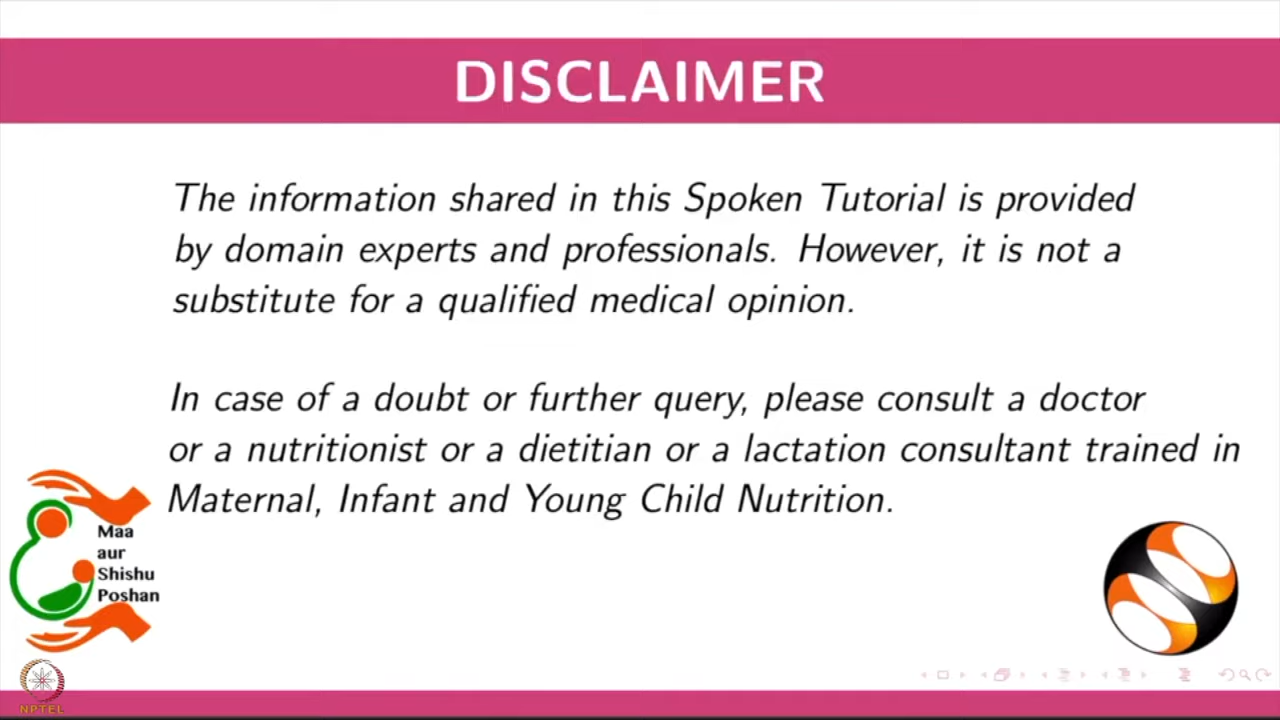 DISCLAIMER
The information shared in this Spoken Tutorial is provided
by domain experts and professionals. However, it is not a
substitute for a qualified medical opinion.
In case of a doubt or further query, please consult a doctor
or a nutritionist or a dietitian or a lactation consultant trained in
Maternal, Infant and Young Child Nutrition.
Maa
aur
Shishu
Poshan
NPTEL